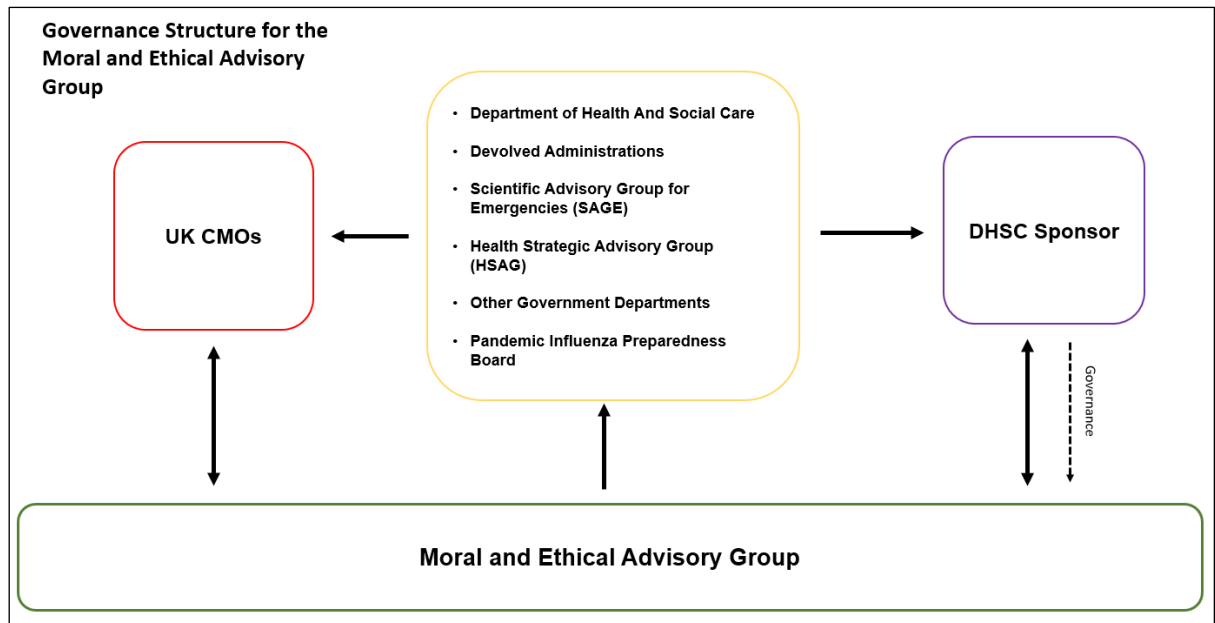 Governance Structure for the
Moral and Ethical Advisory
Group
UK CMOs
• Department of Health And Social Care
• Devolved Administrations
• Scientific Advisory Group for
Emergencies (SAGE)
• Health Strategic Advisory Group
(HSAG)
• Other Government Departments
• Pandemic Influenza Preparedness
Board
DHSC Sponsor
Governance
Moral and Ethical Advisory Group